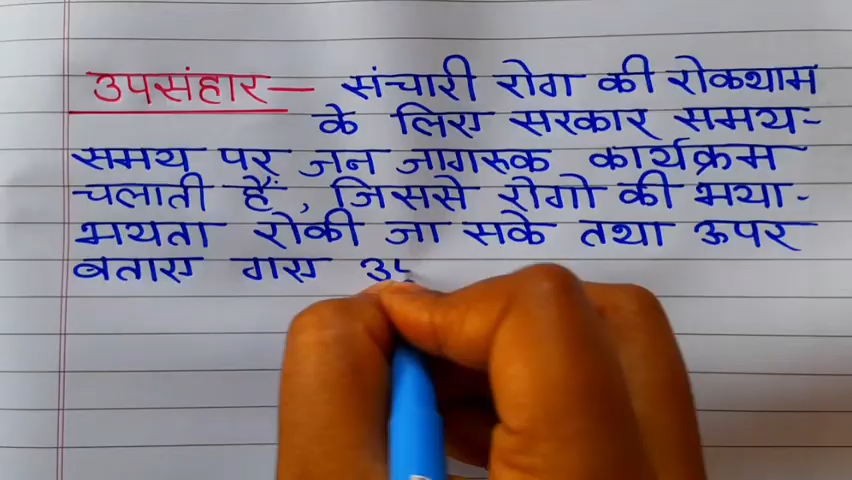 उपसंहार— संचारी रोग की रोकथाम
के लिए सरकार समय-
समय पर जन जागरूक कार्यक्रम
चलाती हैं, जिससे रोगो की भया-
भयता रोकी जा सके तथा ऊपर
बताए गए